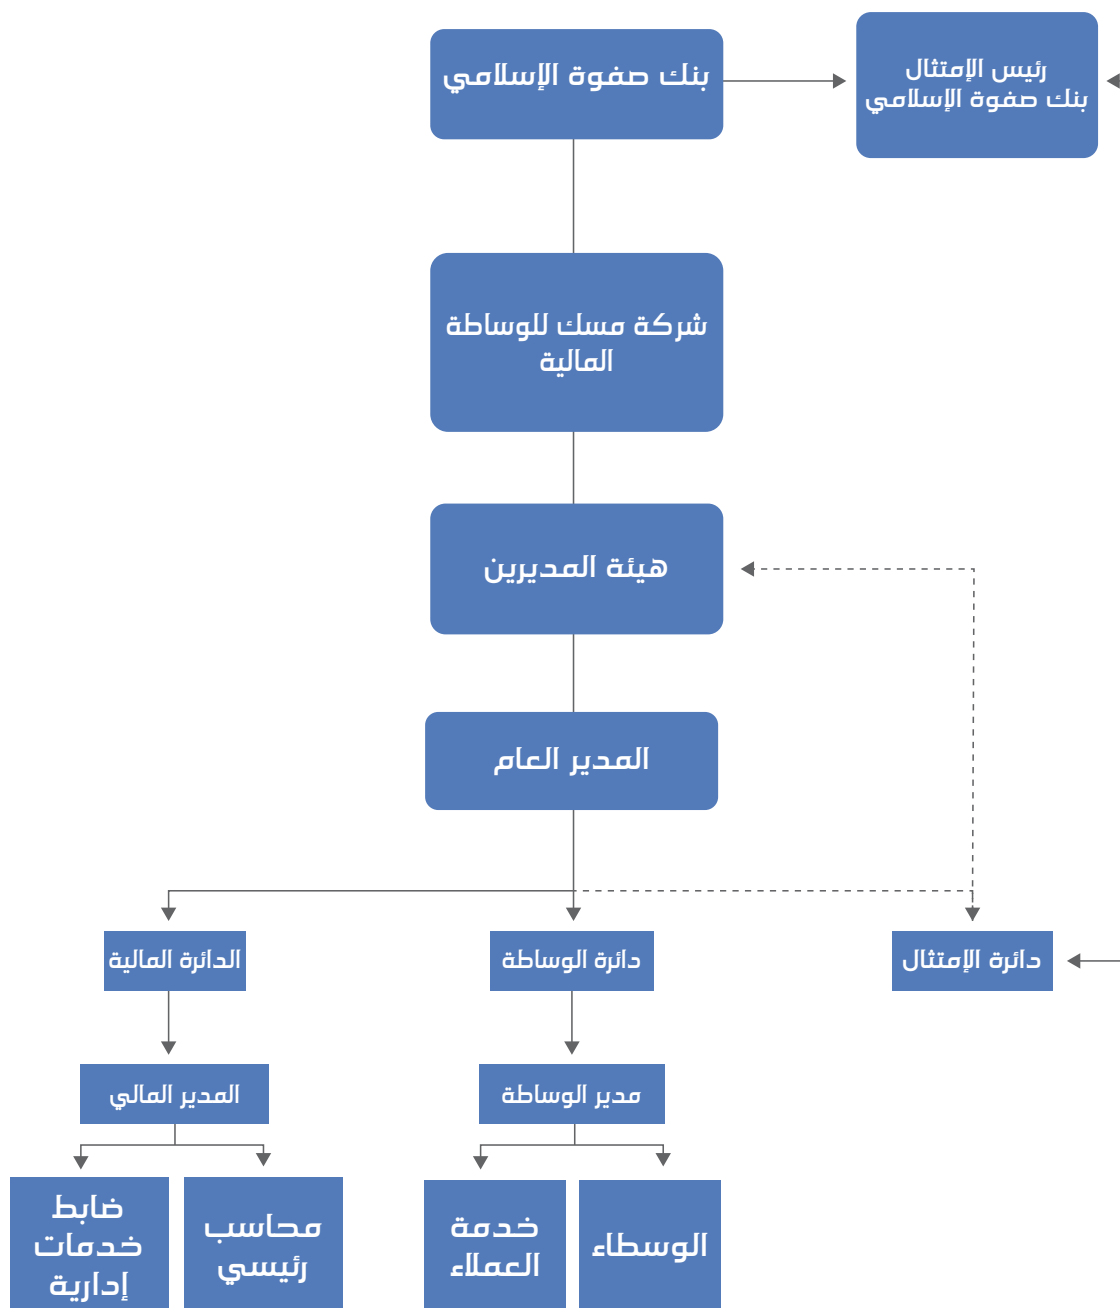 بنك صفوة الإسلامي
رئيس الإمتثال
بنك صفوة الإسلامي
شركة مسك للوساطة
المالية
هيئة المديرين
المدير العام
دائرة الإمتثال
دائرة الوساطة
الدائرة المالية
مدير الوساطة
المدير المالي
الوسطاء
خدمة
العملاء
محاسب
رئيسي
ضابط
خدمات
إدارية